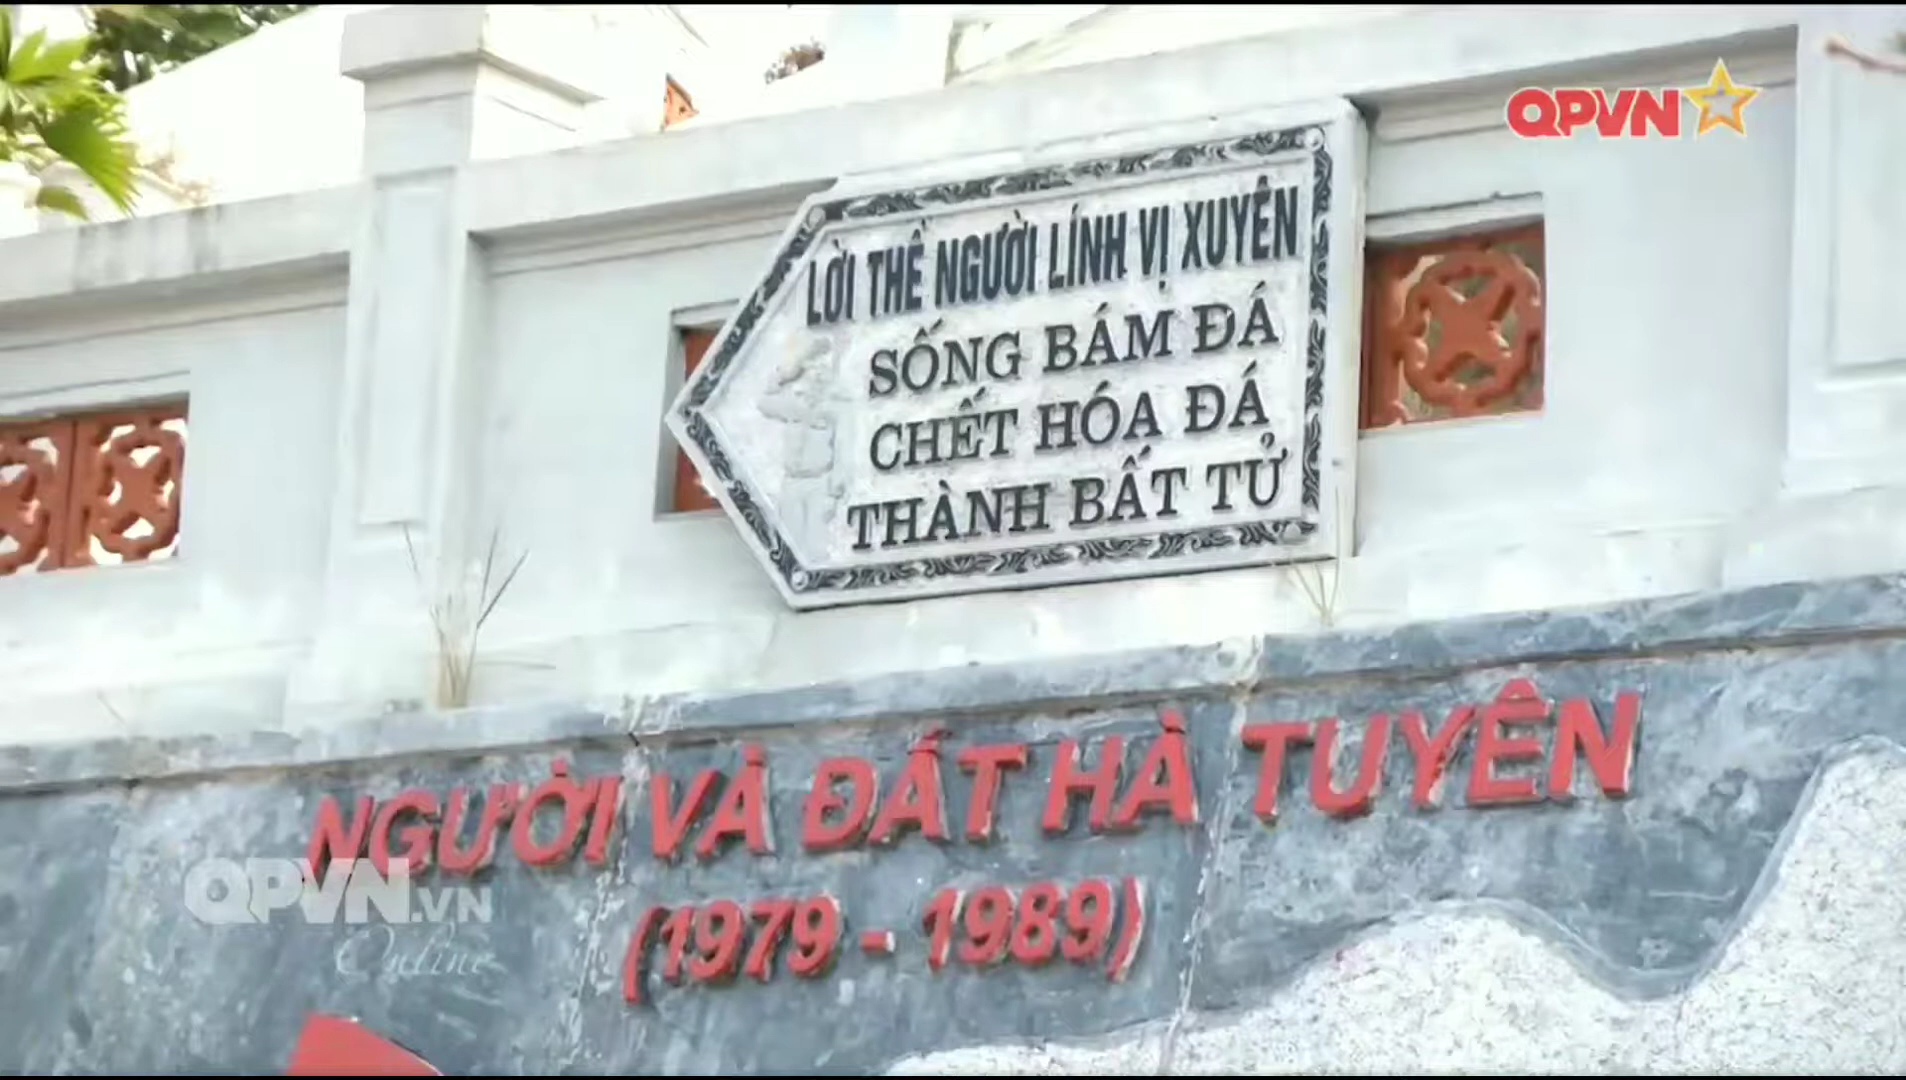 QPVN
LỜI THỀ NGƯỜI LÍNH VỊ XUYÊN
SỐNG BÁM ĐÁ
CHẾT HÓA ĐÁ
THÀNH BẤT TỬ
NGƯỜI VÀ ĐẤT HÀ TUYÊN
(1979 - 1989)
QPVN.VN
Online